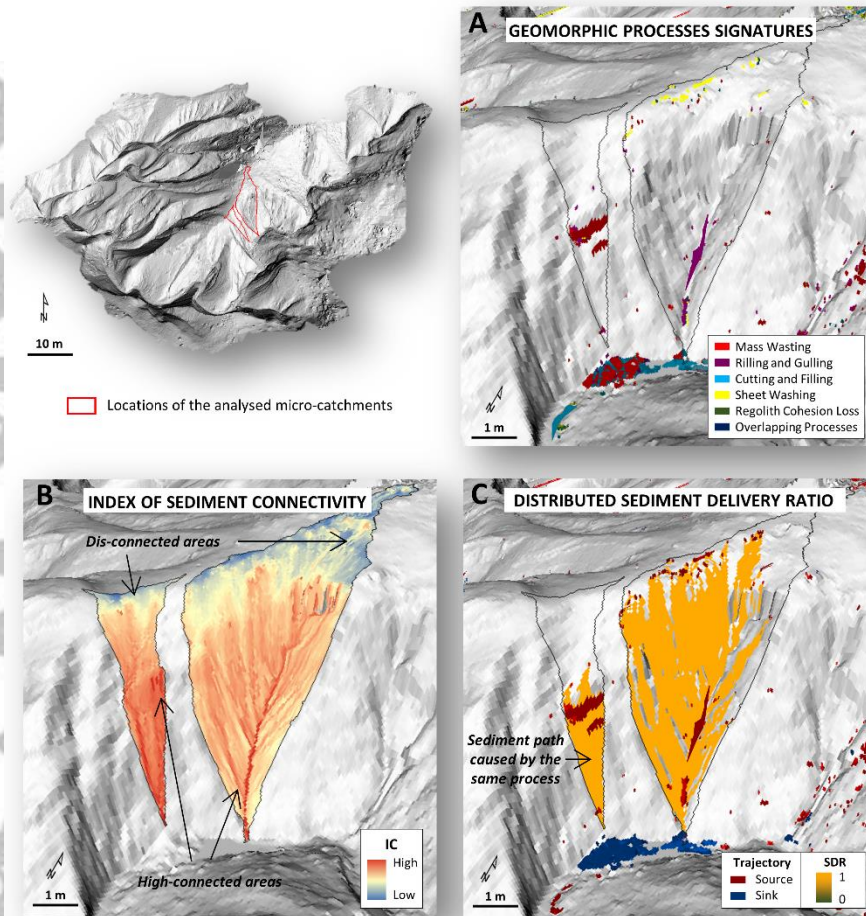 10 m
Locations of the analysed micro-catchments
A
GEOMORPHIC PROCESSES SIGNATURES
Mass Wasting
Rilling and Gulling
Cutting and Filling
Sheet Washing
Regolith Cohesion Loss
Overlapping Processes
1 m
B
INDEX OF SEDIMENT CONNECTIVITY
Dis-connected areas
High-connected areas
IC
High
Low
1 m
C
DISTRIBUTED SEDIMENT DELIVERY RATIO
Sediment path
caused by the
same process
Trajectory
Source
Sink
SDR
1
0
1 m